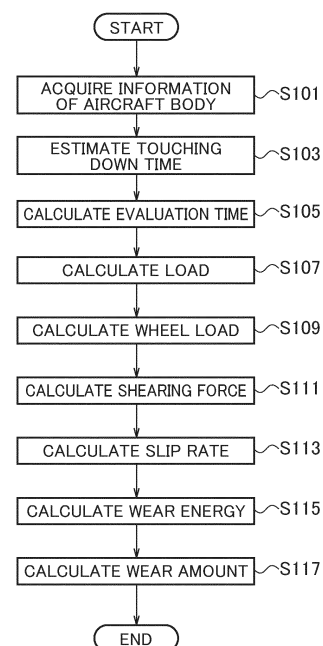 START
ACQUIRE INFORMATION
OF AIRCRAFT BODY
S101
ESTIMATE TOUCHING
DOWN TIME
S103
CALCULATE EVALUATION TIME
S105
CALCULATE LOAD
S107
CALCULATE WHEEL LOAD
S109
CALCULATE SHEARING FORCE
S111
CALCULATE SLIP RATE
S113
CALCULATE WEAR ENERGY
S115
CALCULATE WEAR AMOUNT
S117
END